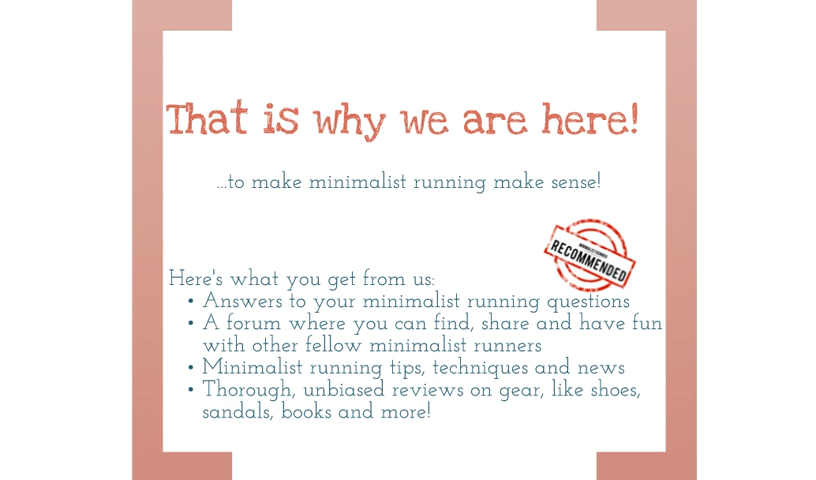 That is why we are here!
...to make minimalist running make sense!
RECOMMENDED
Here's what you get from us:
• Answers to your minimalist running questions
• A forum where you can find, share and have fun
with other fellow minimalist runners
• Minimalist running tips, techniques and news
• Thorough, unbiased reviews on gear, like shoes,
sandals, books and more!